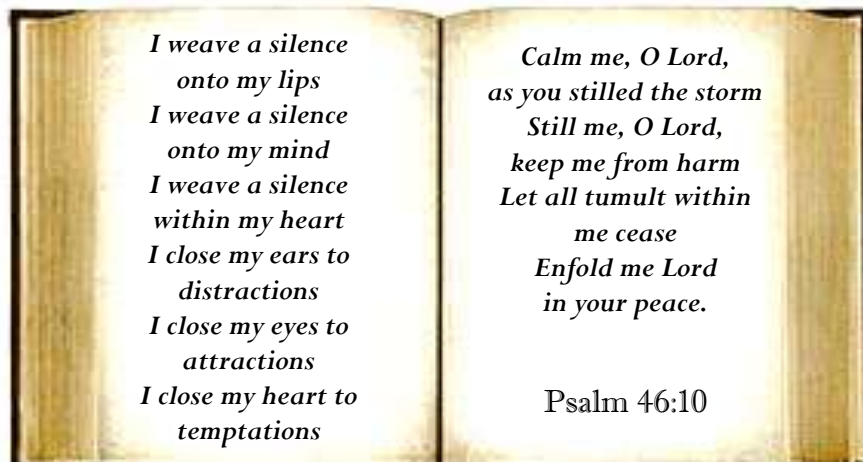 I weave a silence
onto my lips
I weave a silence
onto my mind
I weave a silence
within my heart
I close my ears to
distractions
I close my eyes to
attractions
I close my heart to
temptations
Calm me, O Lord,
as you stilled the storm
Still me, O Lord,
keep me from harm
Let all tumult within
me cease
Enfold me Lord
in your peace.
Psalm 46:10